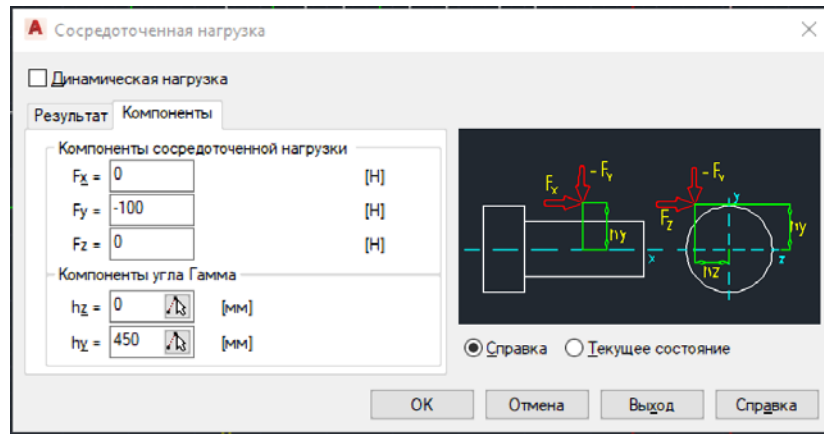 Сосредоточенная нагрузка
Динамическая нагрузка
Результат Компоненты
Компоненты сосредоточенной нагрузки
Fx = 0 [Н]
Fy = -100 [Н]
Fz = 0 [Н]
Компоненты угла Гамма
hz = 0 [мм]
hy = 450 [мм]
Fx -Fy Fz -Fy y
hy x hz z hy
Справка Текущее состояние
ОК Отмена Выход Справка